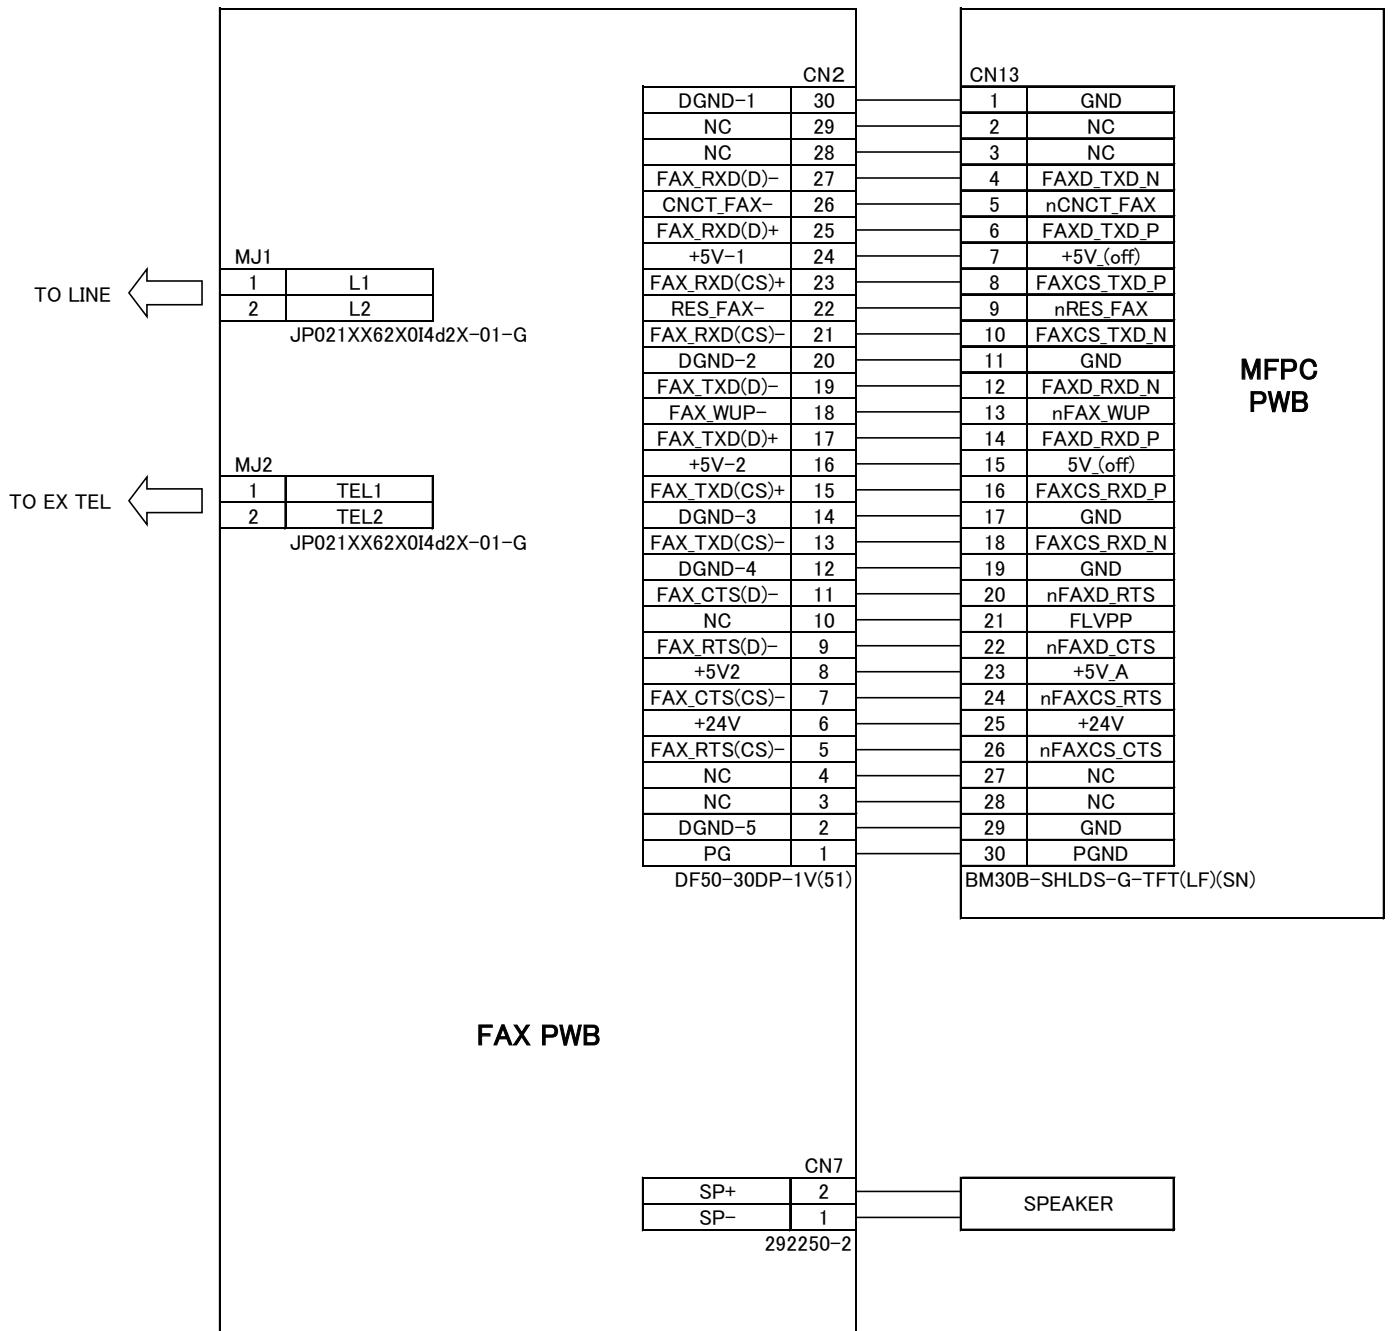 CN2 CN13
DGND-1 30 1 GND
NC 29 2 NC
NC 28 3 NC
FAX_RXD(D)- 27 4 FAXD_TXD_N
CNCT_FAX- 26 5 nCNCT_FAX
FAX_RXD(D)+ 25 6 FAXD_TXD_P
MJ1 +5V-1 24 7 +5V_(off)
TO LINE 1 L1 FAX_RXD(CS)+ 23 8 FAXCS_TXD_P
2 L2 RES_FAX- 22 9 nRES_FAX
JP021XX62X0I4d2X-01-G FAX_RXD(CS)- 21 10 FAXCS_TXD_N
DGND-2 20 11 GND
FAX_TXD(D)- 19 12 FAXD_RXD_N
FAX_WUP- 18 13 nFAX_WUP
FAX_TXD(D)+ 17 14 FAXD_RXD_P
MFPC
PWB
MJ2 +5V-2 16 15 5V_(off)
TO EX TEL 1 TEL1 FAX_TXD(CS)+ 15 16 FAXCS_RXD_P
2 TEL2 DGND-3 14 17 GND
JP021XX62X0I4d2X-01-G FAX_TXD(CS)- 13 18 FAXCS_RXD_N
DGND-4 12 19 GND
FAX_CTS(D)- 11 20 nFAXD_RTS
NC 10 21 FLVPP
FAX_RTS(D)- 9 22 nFAXD_CTS
+5V2 8 23 +5V_A
FAX_CTS(CS)- 7 24 nFAXCS_RTS
+24V 6 25 +24V
FAX_RTS(CS)- 5 26 nFAXCS_CTS
NC 4 27 NC
NC 3 28 NC
DGND-5 2 29 GND
PG 1 30 PGND
DF50-30DP-1V(51) BM30B-SHLDS-G-TFT(LF)(SN)
FAX PWB
CN7
SP+ 2
SP- 1
SPEAKER
292250-2